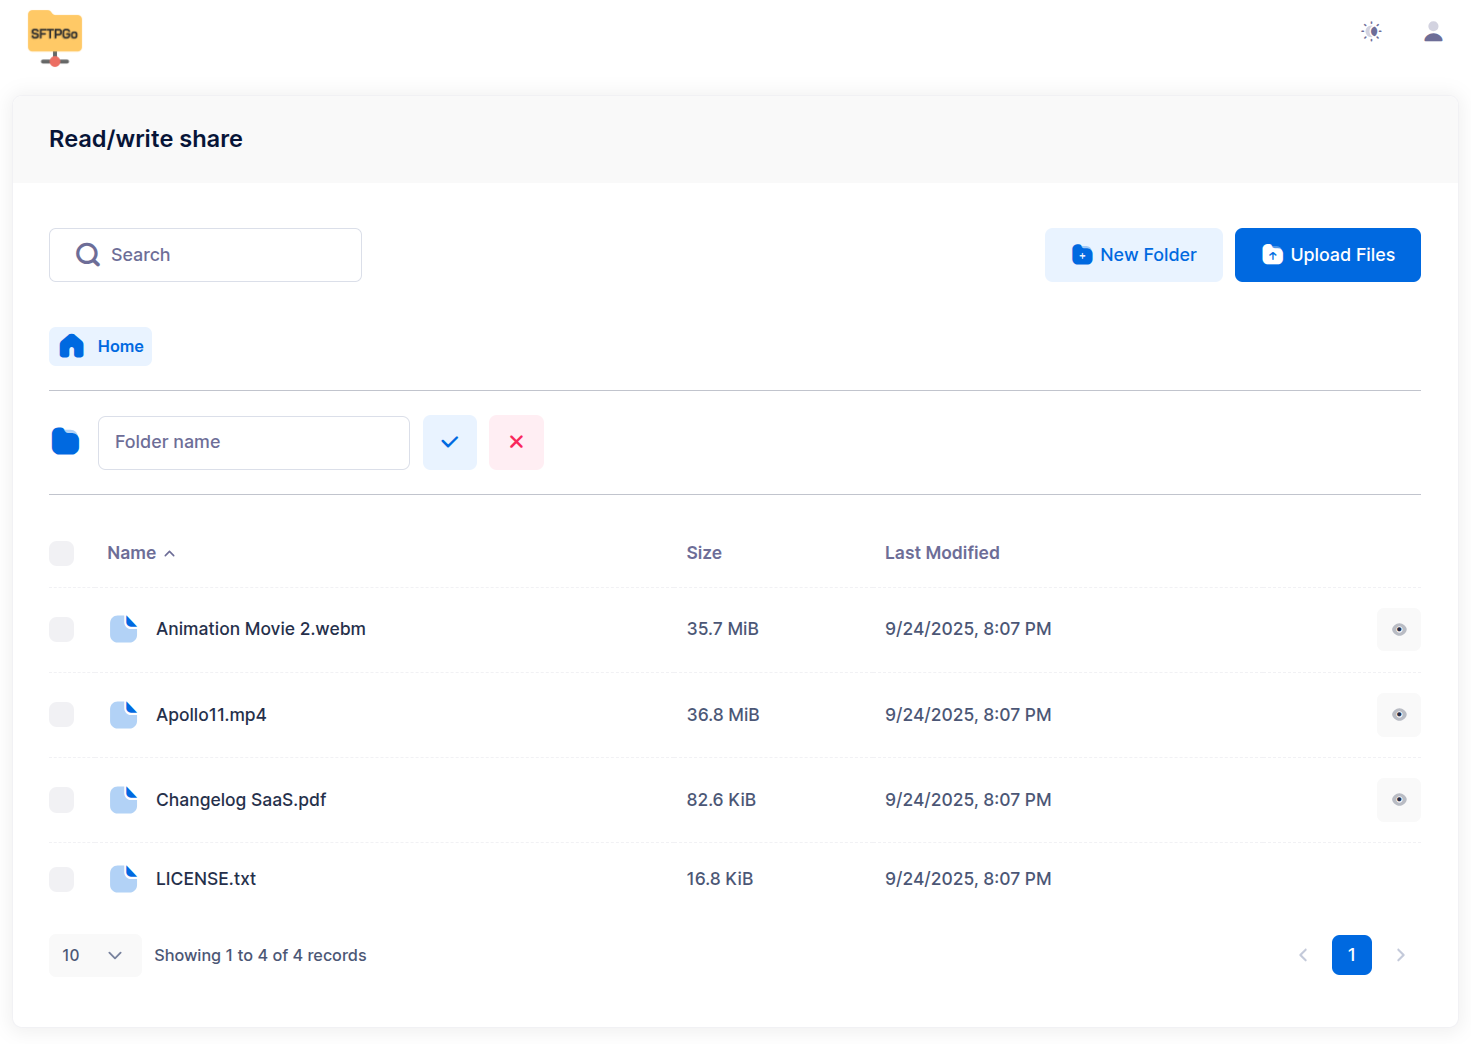 SFTPGo
Read/write share
Search
New Folder
Upload Files
Home
Folder name
Name Size Last Modified
Animation Movie 2.webm 35.7 MiB 9/24/2025, 8:07 PM
Apollo11.mp4 36.8 MiB 9/24/2025, 8:07 PM
Changelog SaaS.pdf 82.6 KiB 9/24/2025, 8:07 PM
LICENSE.txt 16.8 KiB 9/24/2025, 8:07 PM
10 Showing 1 to 4 of 4 records 1